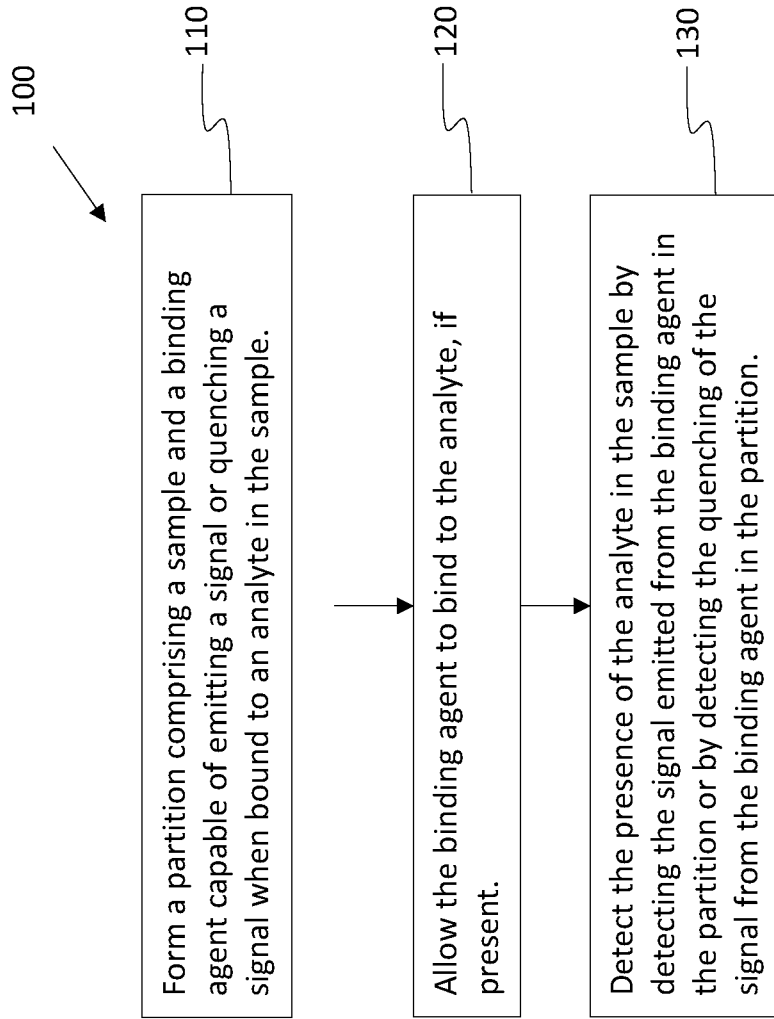 100
Form a partition comprising a sample and a binding
agent capable of emitting a signal or quenching a
signal when bound to an analyte in the sample.
110
Allow the binding agent to bind to the analyte, if
present.
120
Detect the presence of the analyte in the sample by
detecting the signal emitted from the binding agent in
the partition or by detecting the quenching of the
signal from the binding agent in the partition.
130